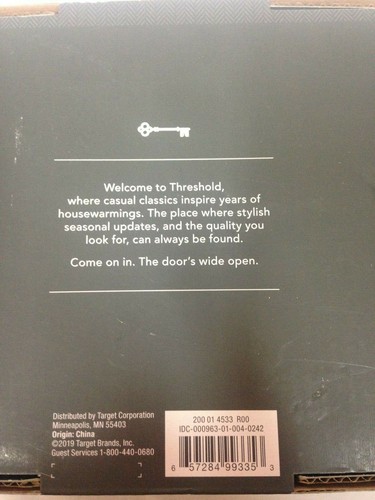 Welcome to Threshold,
where casual classics inspire years of
housewarmings. The place where stylish
seasonal updates, and the quality you
look for, can always be found.
Come on in. The door's wide open.
Distributed by Target Corporation
Minneapolis, MN 55403
Origin: China
©2019 Target Brands, Inc.
Guest Services 1-800-440-0680
200 01 4533 R00
IDC-000963-01-004-0242
6 57284 99335 3